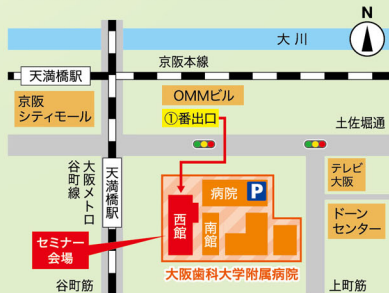 N
大川
京阪本線
天満橋駅
京阪
シティモール
OMMビル
①番出口
土佐堀通
大阪メトロ
谷町線
天満橋駅
病院
P
西館
南館
テレビ
大阪
ドーン
センター
セミナー
会場
大阪歯科大学附属病院
谷町筋
上町筋